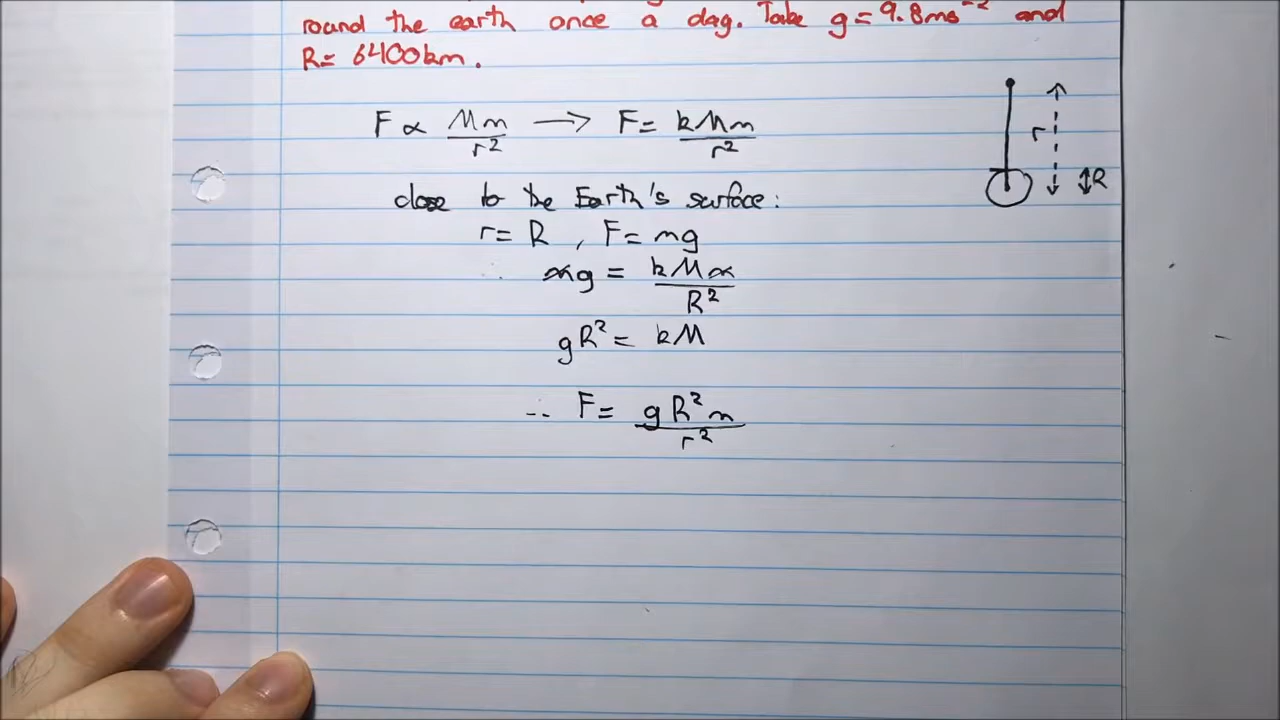 round the earth once a day. Take g = 9.8ms⁻² and
R = 6400km.
F ∝ Mm/r² → F = kMm/r²
close to the Earth's surface:
r = R , F = mg
∴ mg = kMm/R²
gR² = kM
∴ F = gR²m/r²
r
R